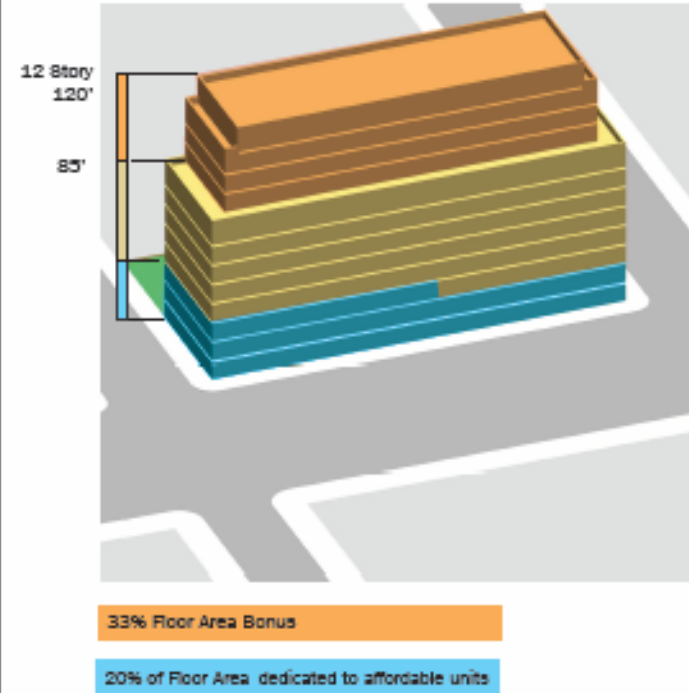 12 Story
120'
85'
33% Floor Area Bonus
20% of Floor Area dedicated to affordable units